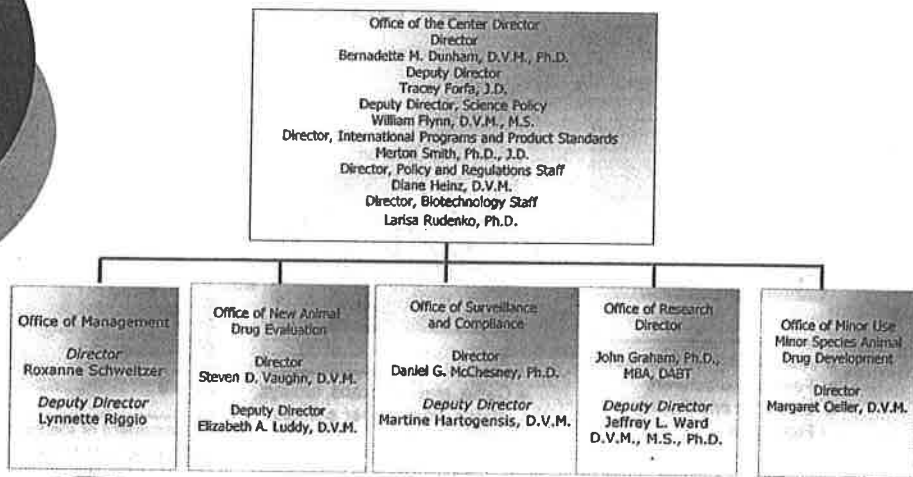 Office of the Center Director
Director
Bernadette M. Dunham, D.V.M., Ph.D.
Deputy Director
Tracey Forfa, J.D.
Deputy Director, Science Policy
William Flynn, D.V.M., M.S.
Director, International Programs and Product Standards
Merton Smith, Ph.D., J.D.
Director, Policy and Regulations Staff
Diane Heinz, D.V.M.
Director, Biotechnology Staff
Larisa Rudenko, Ph.D.
Office of Management
Director
Roxanne Schweitzer
Deputy Director
Lynnette Riggio
Office of New Animal
Drug Evaluation
Director
Steven D. Vaughn, D.V.M.
Deputy Director
Elizabeth A. Luddy, D.V.M.
Office of Surveillance
and Compliance
Director
Daniel G. McChesney, Ph.D.
Deputy Director
Martine Hartogensis, D.V.M.
Office of Research
Director
John Graham, Ph.D.,
MBA, DABT
Deputy Director
Jeffrey L. Ward
D.V.M., M.S., Ph.D.
Office of Minor Use
Minor Species Animal
Drug Development
Director
Margaret Oeller, D.V.M.